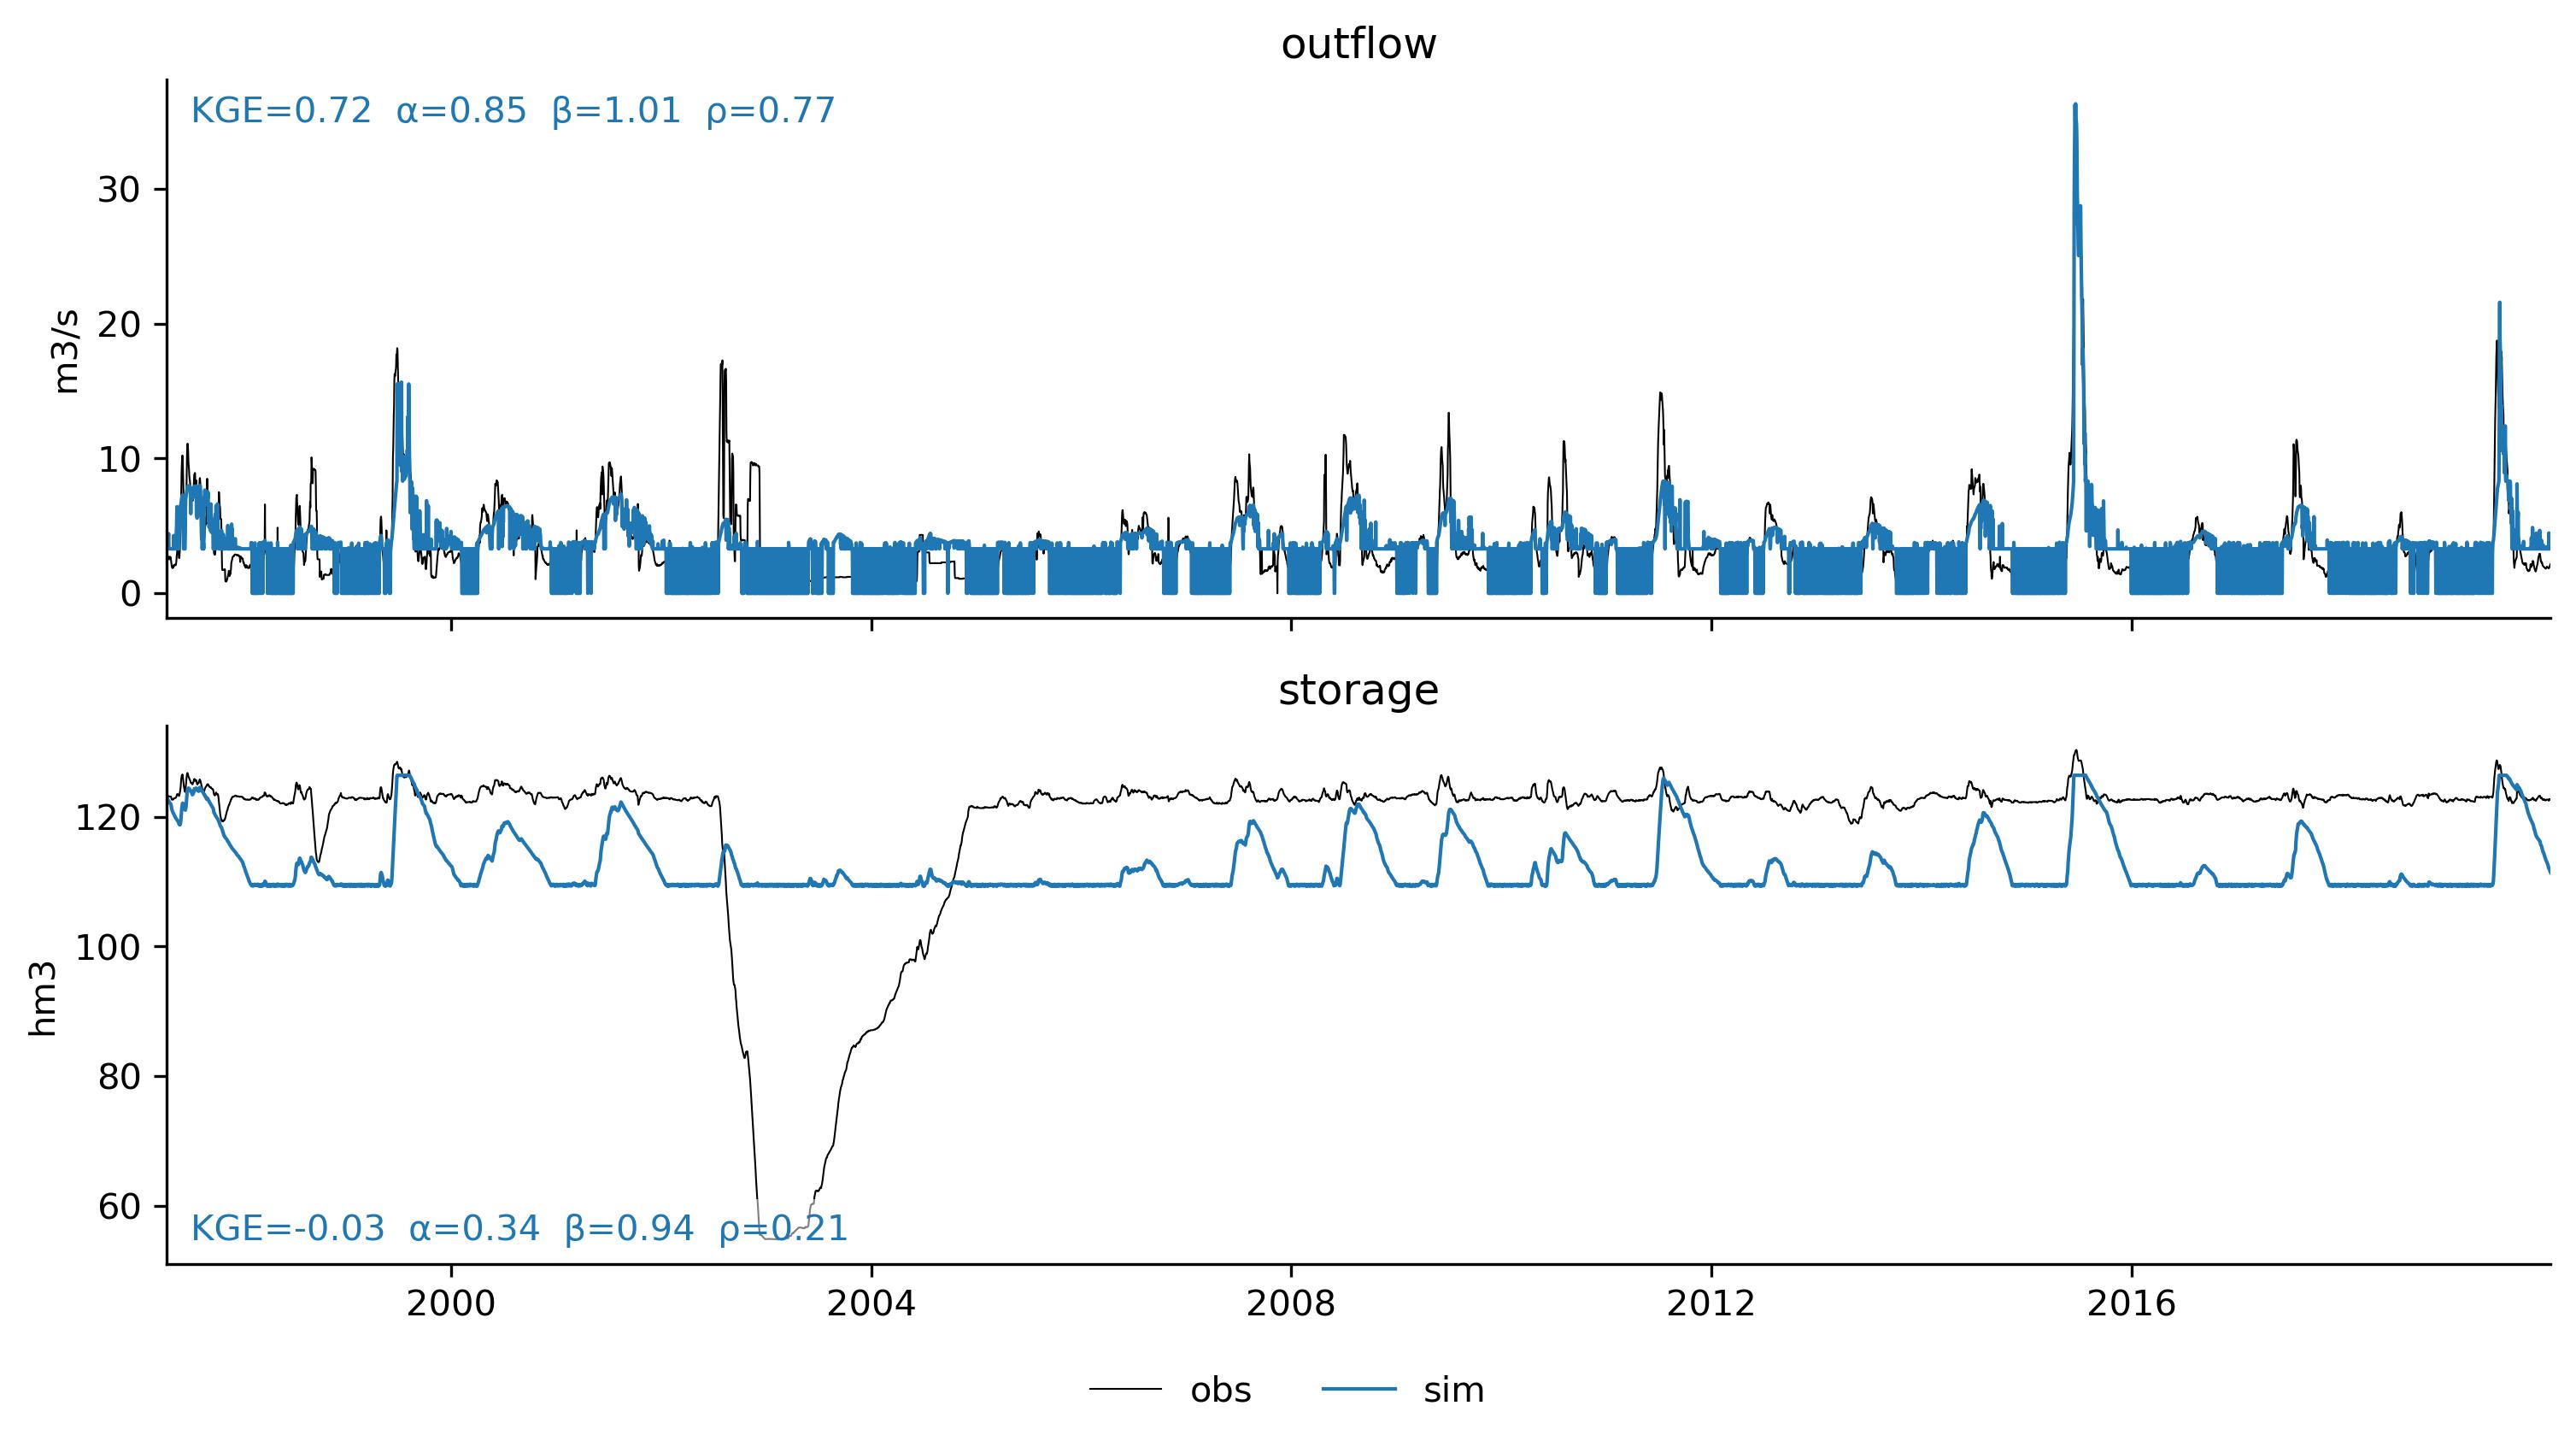 outflow
KGE=0.72 α=0.85 β=1.01 ρ=0.77
m3/s
30
20
10
0
storage
hm3
120
100
80
60
KGE=-0.03 α=0.34 β=0.94 ρ=0.21
2000 2004 2008 2012 2016
obs sim